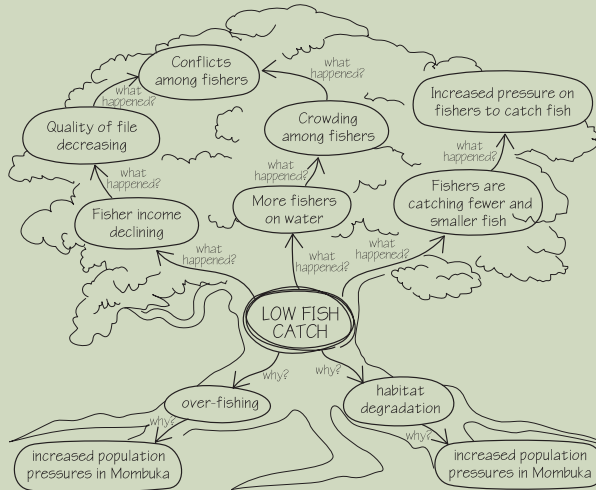 Conflicts
among fishers
what
happened?
what
happened?
Increased pressure on
fishers to catch fish
Quality of file
decreasing
Crowding
among fishers
what
happened?
what
happened?
what
happened?
Fisher income
declining
More fishers
on water
Fishers are
catching fewer and
smaller fish
what
happened?
what
happened?
what
happened?
LOW FISH
CATCH
why?
why?
over-fishing
habitat
degradation
why?
why?
increased population
pressures in Mombuka
increased population
pressures in Mombuka